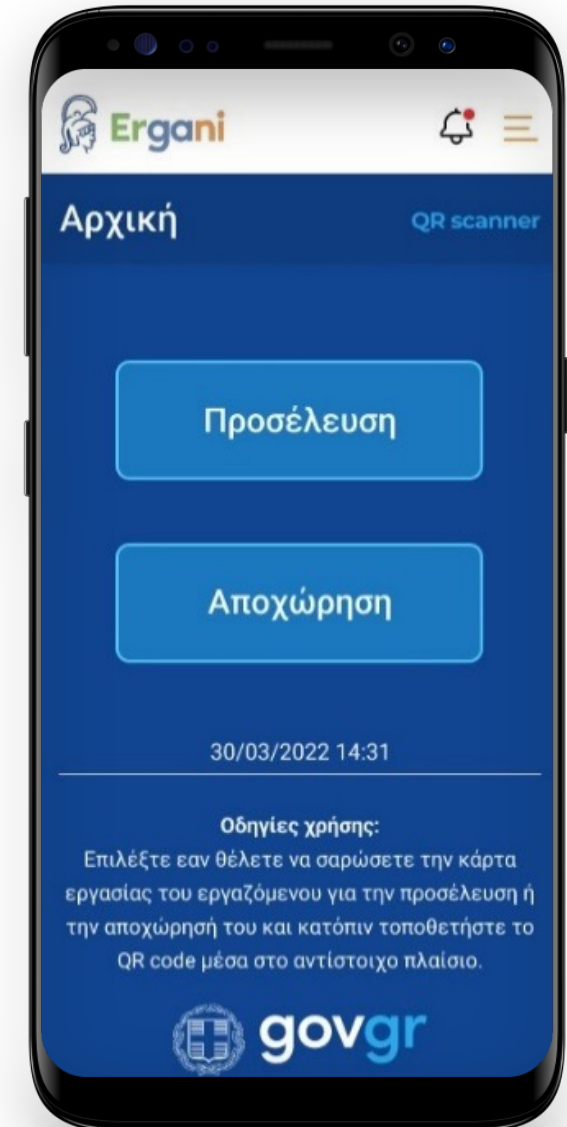 Ergani
Αρχική
QR scanner
Προσέλευση
Αποχώρηση
30/03/2022 14:31
Οδηγίες χρήσης:
Επιλέξτε εαν θέλετε να σαρώσετε την κάρτα
εργασίας του εργαζόμενου για την προσέλευση ή
την αποχώρησή του και κατόπιν τοποθετήστε το
QR code μέσα στο αντίστοιχο πλαίσιο.
govgr